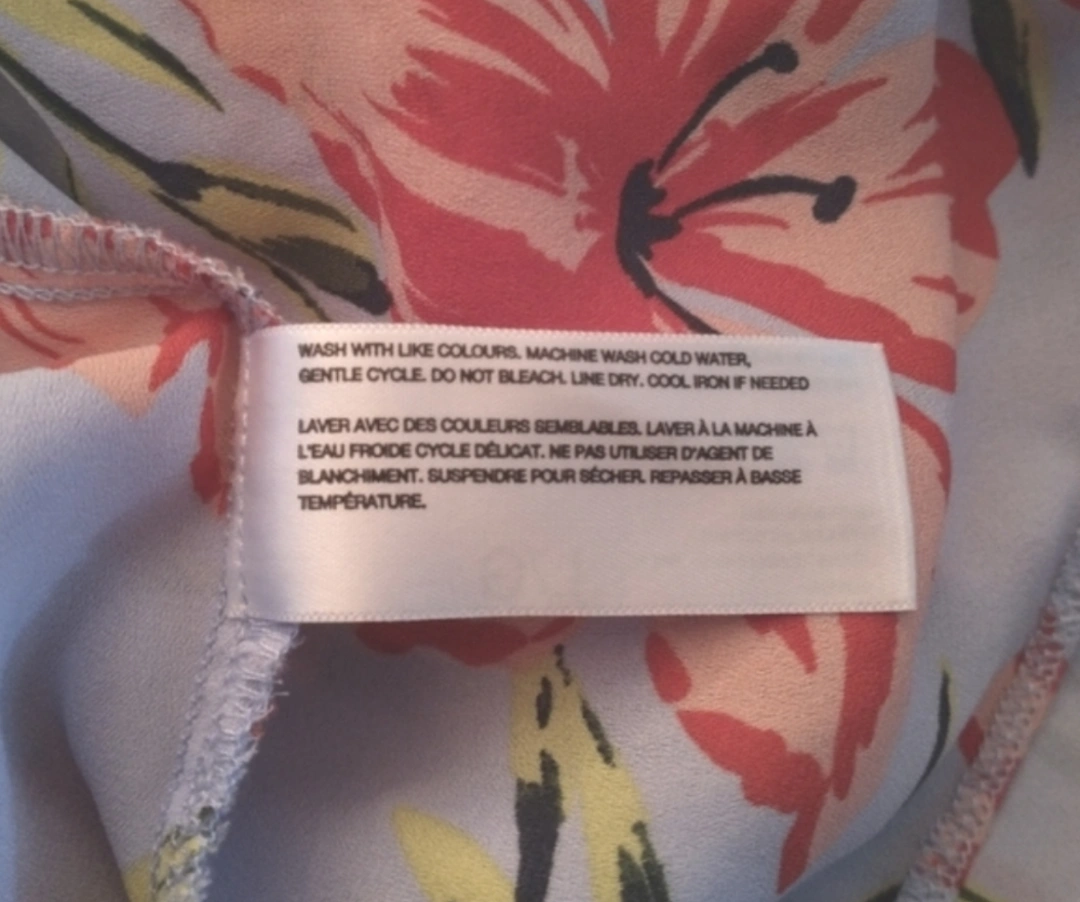 WASH WITH LIKE COLOURS. MACHINE WASH COLD WATER,
GENTLE CYCLE. DO NOT BLEACH. LINE DRY. COOL IRON IF NEEDED
LAVER AVEC DES COULEURS SEMBLABLES. LAVER À LA MACHINE À
L'EAU FROIDE CYCLE DÉLICAT. NE PAS UTILISER D'AGENT DE
BLANCHIMENT. SUSPENDRE POUR SÉCHER. REPASSER À BASSE
TEMPÉRATURE.